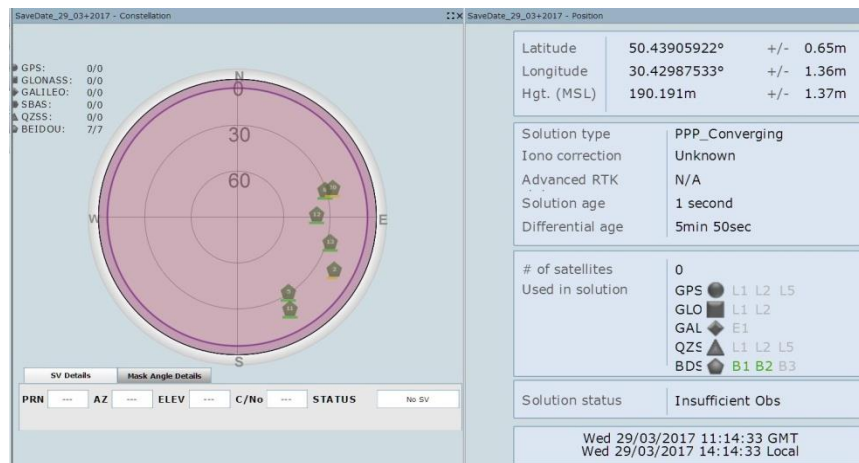 SaveDate_29_03+2017 - Constellation
GPS: 0/0
GLONASS: 0/0
GALILEO: 0/0
SBAS: 0/0
QZSS: 0/0
BEIDOU: 7/7
N
0
30
60
W
E
12
13
11
S
SV Details Mask Angle Details
PRN --- AZ --- ELEV --- C/No --- STATUS No SV
SaveDate_29_03+2017 - Position
Latitude 50.43905922° +/- 0.65m
Longitude 30.42987533° +/- 1.36m
Hgt. (MSL) 190.191m +/- 1.37m
Solution type PPP_Converging
Iono correction Unknown
Advanced RTK N/A
Solution age 1 second
Differential age 5min 50sec
# of satellites 0
Used in solution GPS L1 L2 L5
GLO L1 L2
GAL E1
QZS L1 L2 L5
BDS B1 B2 B3
Solution status Insufficient Obs
Wed 29/03/2017 11:14:33 GMT
Wed 29/03/2017 14:14:33 Local